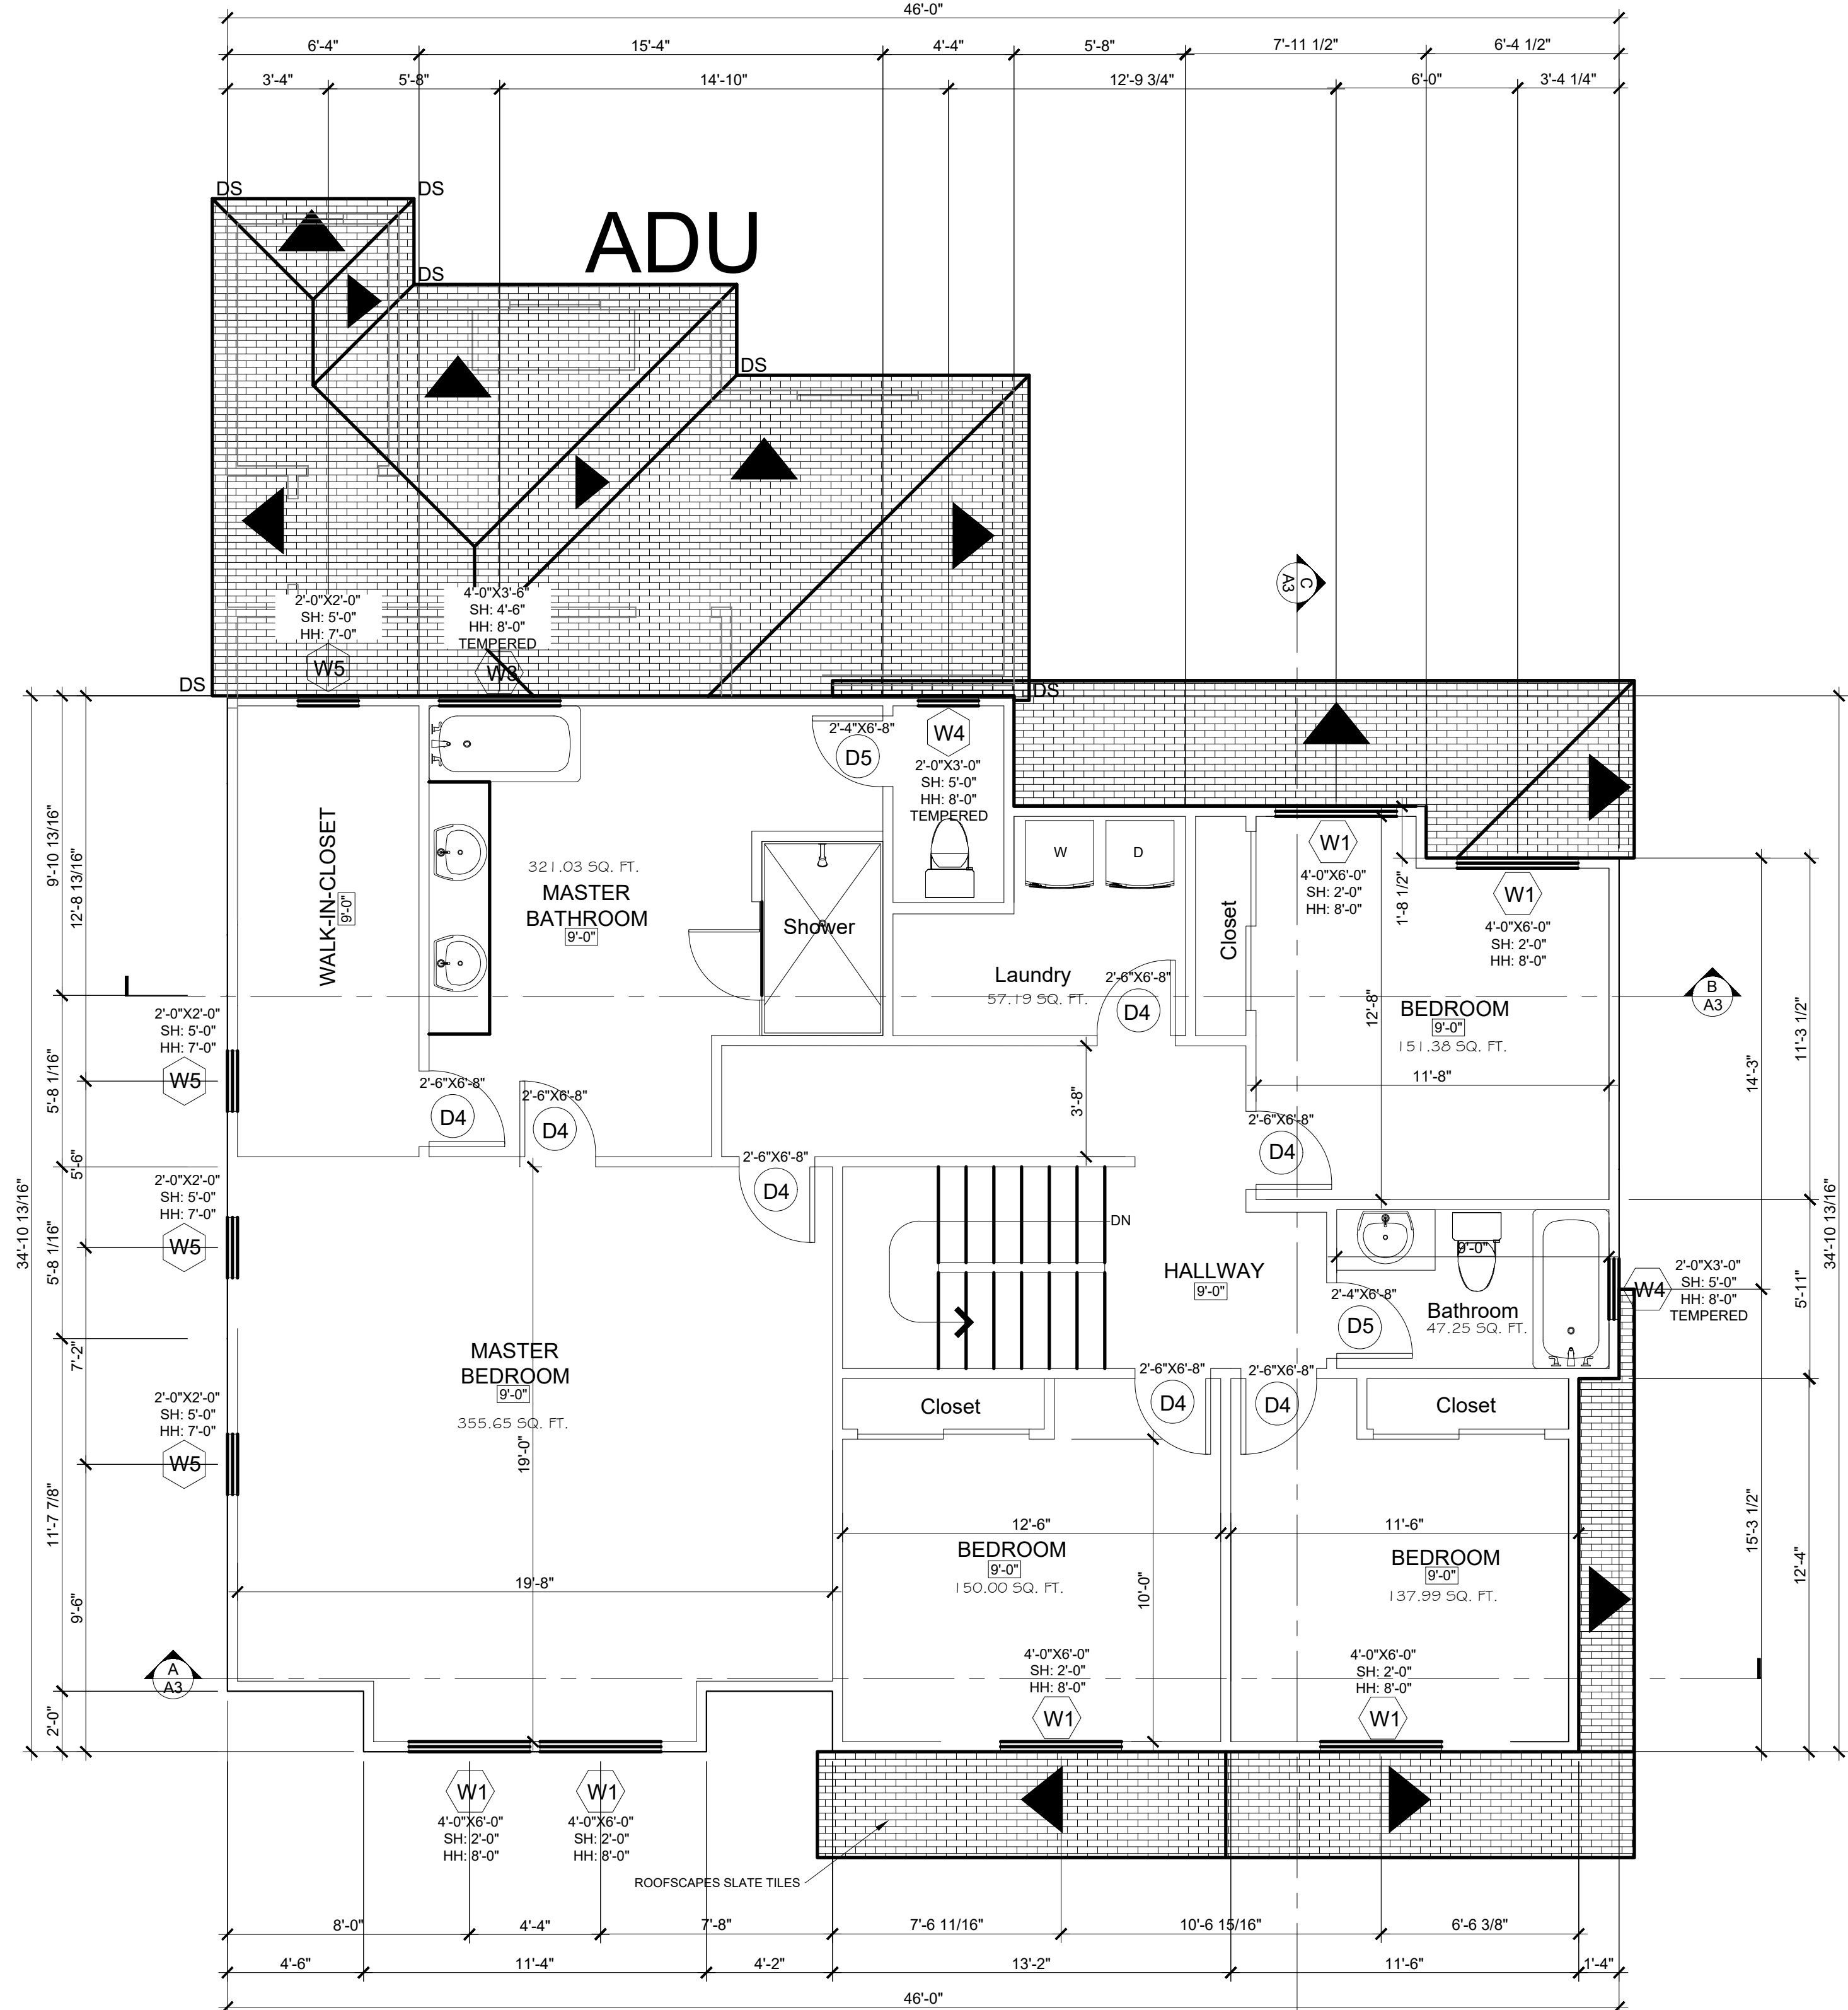 46'-0"
6'-4"
15'-4"
4'-4"
5'-8"
7'-11 1/2"
6'-4 1/2"
3'-4"
5'-8"
14'-10"
12'-9 3/4"
6'-0"
3'-4 1/4"
DS
DS
ADU
DS
DS
C
A3
2'-0"X2'-0"
SH: 5'-0"
HH: 7'-0"
W5
4'-0"X3'-6"
SH: 4'-6"
HH: 8'-0"
TEMPERED
W3
DS
DS
2'-4"X6'-8"
D5
W4
2'-0"X3'-0"
SH: 5'-0"
HH: 8'-0"
TEMPERED
W
D
W1
4'-0"X6'-0"
SH: 2'-0"
HH: 8'-0"
1'-8 1/2"
W1
4'-0"X6'-0"
SH: 2'-0"
HH: 8'-0"
9'-10 13/16"
12'-8 13/16"
WALK-IN-CLOSET
9'-0"
321.03 SQ. FT.
MASTER
BATHROOM
9'-0"
Shower
Closet
Laundry
57.19 SQ. FT.
2'-6"X6'-8"
D4
12'-8"
BEDROOM
9'-0"
151.38 SQ. FT.
11'-8"
B
A3
11'-3 1/2"
14'-3"
2'-0"X2'-0"
SH: 5'-0"
HH: 7'-0"
W5
5'-8 1/16"
5'-6"
2'-6"X6'-8"
D4
2'-6"X6'-8"
D4
3'-8"
2'-6"X6'-8"
D4
2'-6"X6'-8"
D4
34'-10 13/16"
5'-8 1/16"
2'-0"X2'-0"
SH: 5'-0"
HH: 7'-0"
W5
DN
HALLWAY
9'-0"
9'-0"
2'-4"X6'-8"
D5
Bathroom
47.25 SQ. FT.
W4
2'-0"X3'-0"
SH: 5'-0"
HH: 8'-0"
TEMPERED
5'-11"
34'-10 13/16"
7'-2"
2'-0"X2'-0"
SH: 5'-0"
HH: 7'-0"
W5
MASTER
BEDROOM
9'-0"
355.65 SQ. FT.
19'-0"
Closet
2'-6"X6'-8"
D4
2'-6"X6'-8"
D4
Closet
11'-7 7/8"
9'-6"
19'-8"
12'-6"
BEDROOM
9'-0"
150.00 SQ. FT.
10'-0"
11'-6"
BEDROOM
9'-0"
137.99 SQ. FT.
15'-3 1/2"
12'-4"
A
A3
2'-0"
4'-0"X6'-0"
SH: 2'-0"
HH: 8'-0"
W1
4'-0"X6'-0"
SH: 2'-0"
HH: 8'-0"
W1
W1
4'-0"X6'-0"
SH: 2'-0"
HH: 8'-0"
W1
4'-0"X6'-0"
SH: 2'-0"
HH: 8'-0"
ROOFSCAPES SLATE TILES
8'-0"
4'-4"
7'-8"
7'-6 11/16"
10'-6 15/16"
6'-6 3/8"
4'-6"
11'-4"
4'-2"
13'-2"
11'-6"
1'-4"
46'-0"